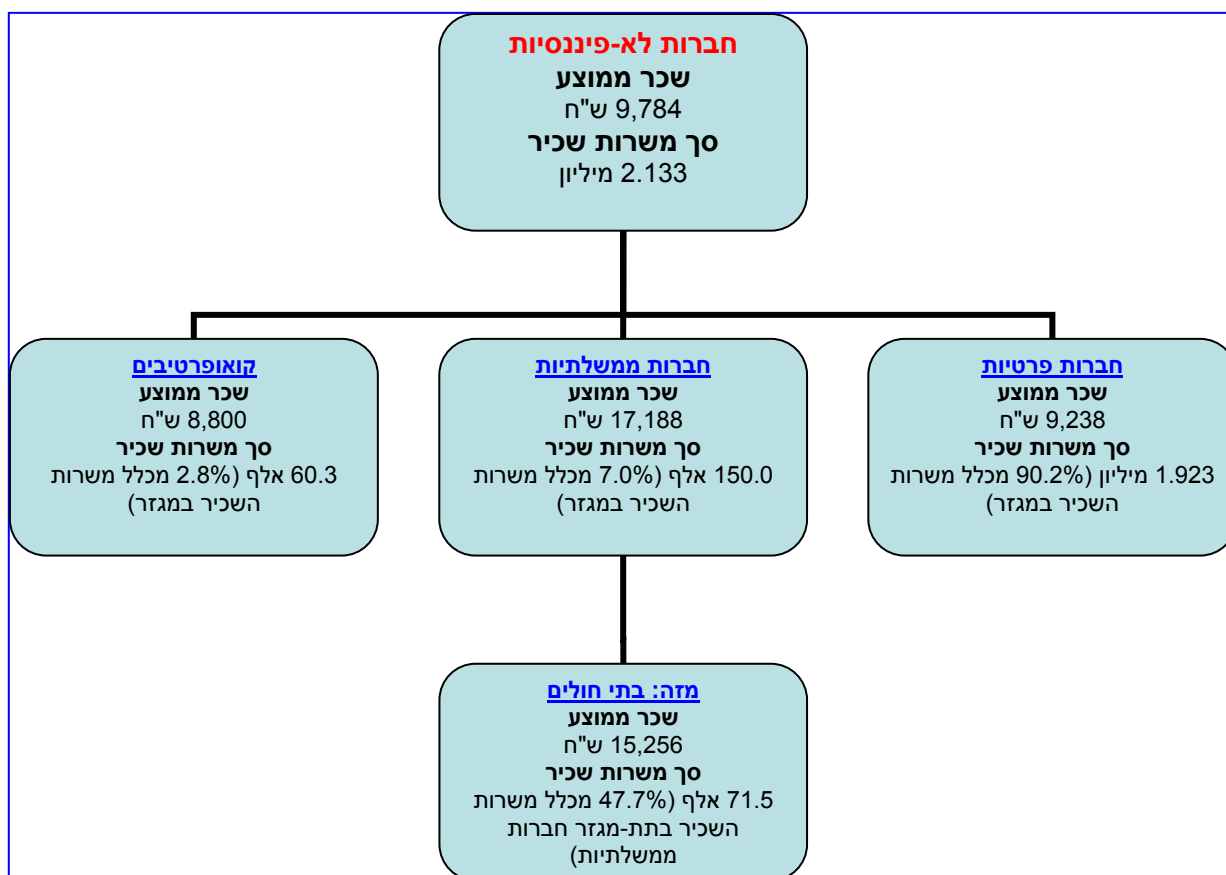 חברות לא-פיננסיות
שכר ממוצע
9,784 ש"ח
סך משרות שכיר
2.133 מיליון
חברות פרטיות
שכר ממוצע
9,238 ש"ח
סך משרות שכיר
1.923 מיליון (90.2% מכלל משרות
השכיר במגזר)
חברות ממשלתיות
שכר ממוצע
17,188 ש"ח
סך משרות שכיר
150.0 אלף (7.0% מכלל משרות
השכיר במגזר)
קואופרטיבים
שכר ממוצע
8,800 ש"ח
סך משרות שכיר
60.3 אלף (2.8% מכלל משרות
השכיר במגזר)
מזה: בתי חולים
שכר ממוצע
15,256 ש"ח
סך משרות שכיר
71.5 אלף (47.7% מכלל משרות
השכיר בתת-מגזר חברות
ממשלתיות)